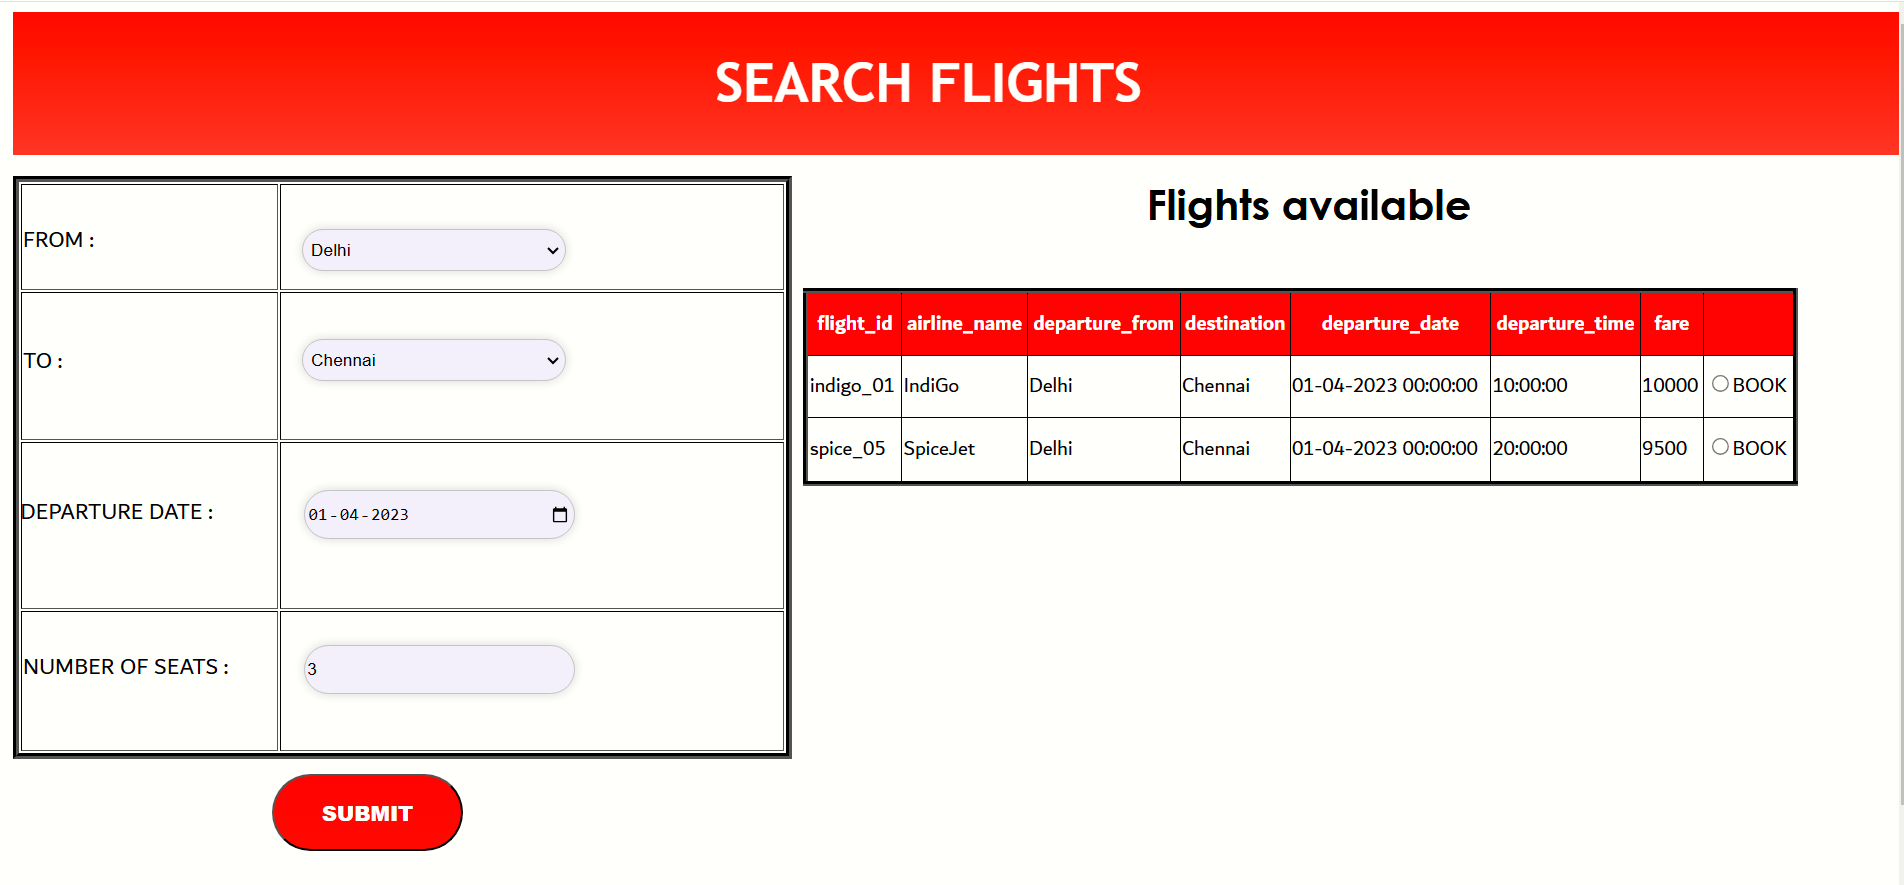 SEARCH FLIGHTS
FROM :
Delhi
TO :
Chennai
DEPARTURE DATE :
01-04-2023
NUMBER OF SEATS :
3
SUBMIT
Flights available
flight_id airline_name departure_from destination departure_date departure_time fare
indigo_01 IndiGo Delhi Chennai 01-04-2023 00:00:00 10:00:00 10000 BOOK
spice_05 SpiceJet Delhi Chennai 01-04-2023 00:00:00 20:00:00 9500 BOOK